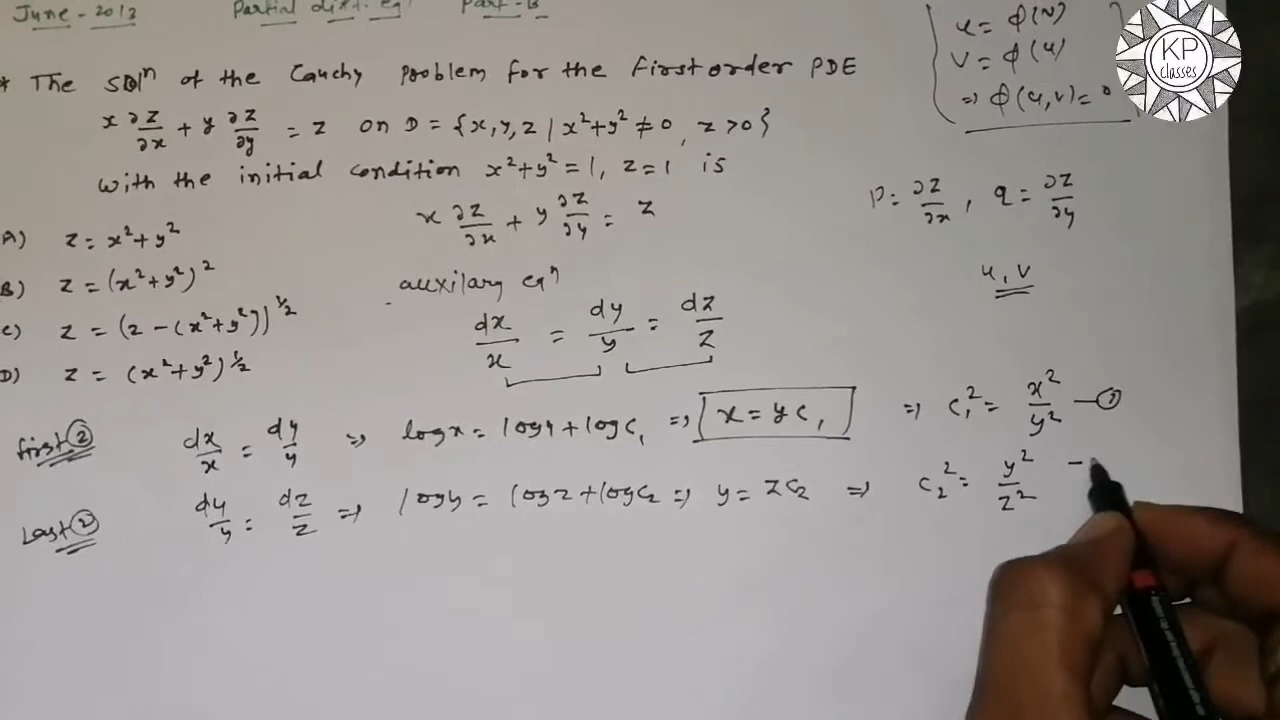 June - 2013
Partial diff. eqⁿ
Part - B
* The Solⁿ of the Cauchy problem for the first order PDE
x ∂z/∂x + y ∂z/∂y = z on D = {x, y, z | x² + y² ≠ 0, z > 0}
with the initial condition x² + y² = 1, z = 1 is
A) z = x² + y²
B) z = (x² + y²)²
C) z = (2 - (x² + y²))^1/2
D) z = (x² + y²)^1/2
x ∂z/∂x + y ∂z/∂y = z
auxilary eqⁿ
dx/x = dy/y = dz/z
u = φ(v)
v = φ(u)
⇒ φ(u, v) = 0
KP
classes
P = ∂z/∂x , q = ∂z/∂y
u, v
first ② dx/x = dy/y ⇒ log x = log y + log c₁ ⇒ x = y c₁ ⇒ c₁² = x²/y² —①
Last ② dy/y = dz/z ⇒ log y = log z + log c₂ ⇒ y = z c₂ ⇒ c₂² = y²/z² -